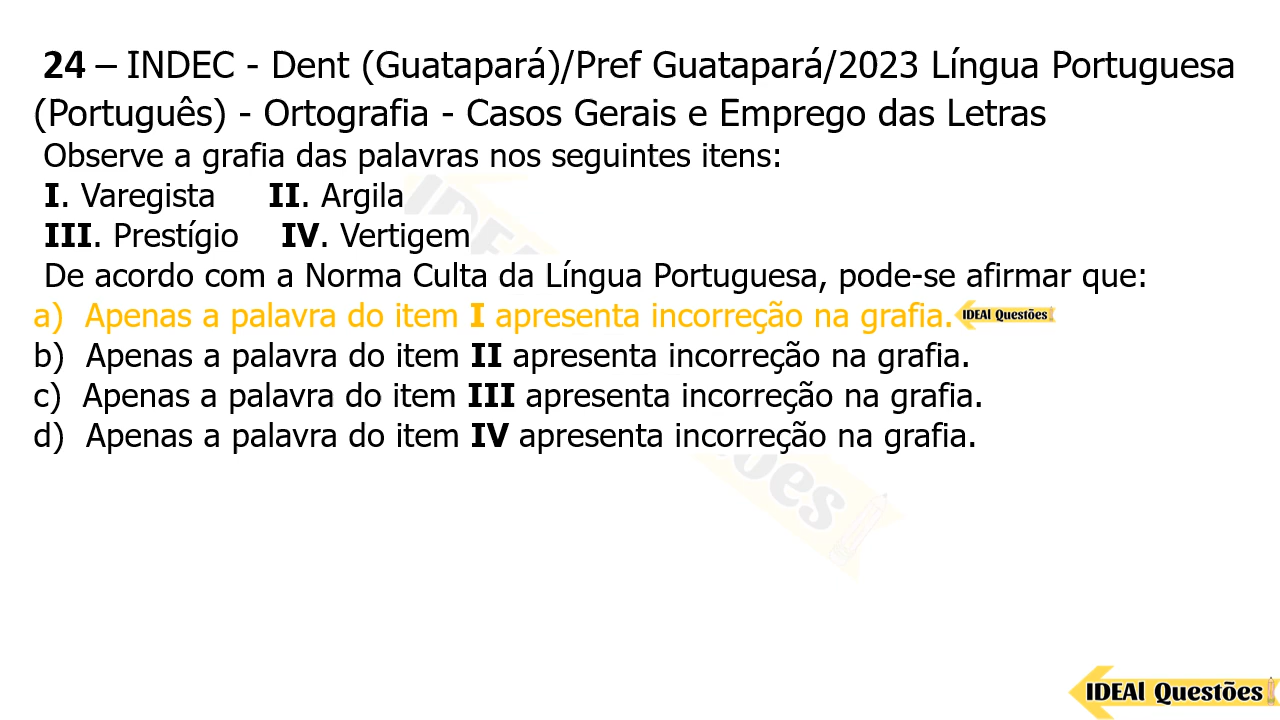 24 – INDEC - Dent (Guatapará)/Pref Guatapará/2023 Língua Portuguesa
(Português) - Ortografia - Casos Gerais e Emprego das Letras
Observe a grafia das palavras nos seguintes itens:
I. Varegista II. Argila
III. Prestígio IV. Vertigem
De acordo com a Norma Culta da Língua Portuguesa, pode-se afirmar que:
a) Apenas a palavra do item I apresenta incorreção na grafia. IDEAl Questões
b) Apenas a palavra do item II apresenta incorreção na grafia.
c) Apenas a palavra do item III apresenta incorreção na grafia.
d) Apenas a palavra do item IV apresenta incorreção na grafia.
IDEAl Questões